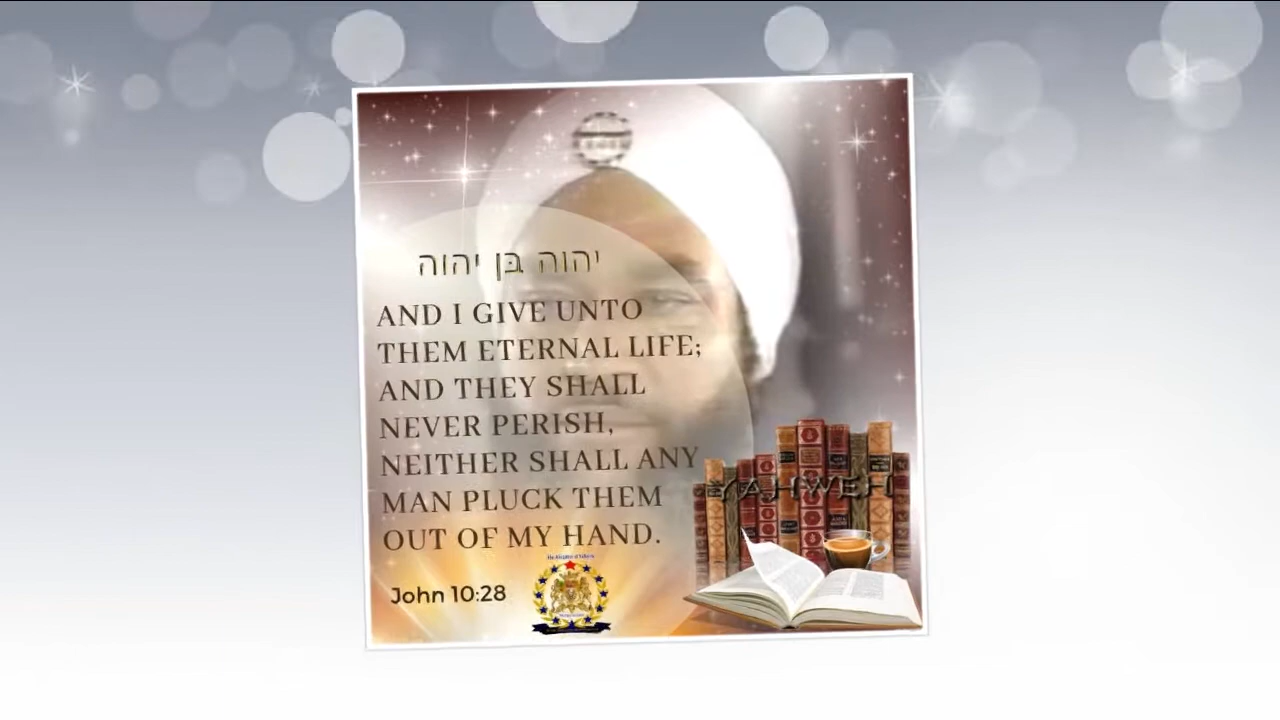 יהוה בן יהוה
AND I GIVE UNTO
THEM ETERNAL LIFE;
AND THEY SHALL
NEVER PERISH,
NEITHER SHALL ANY
MAN PLUCK THEM
OUT OF MY HAND.
YAHWEH
John 10:28